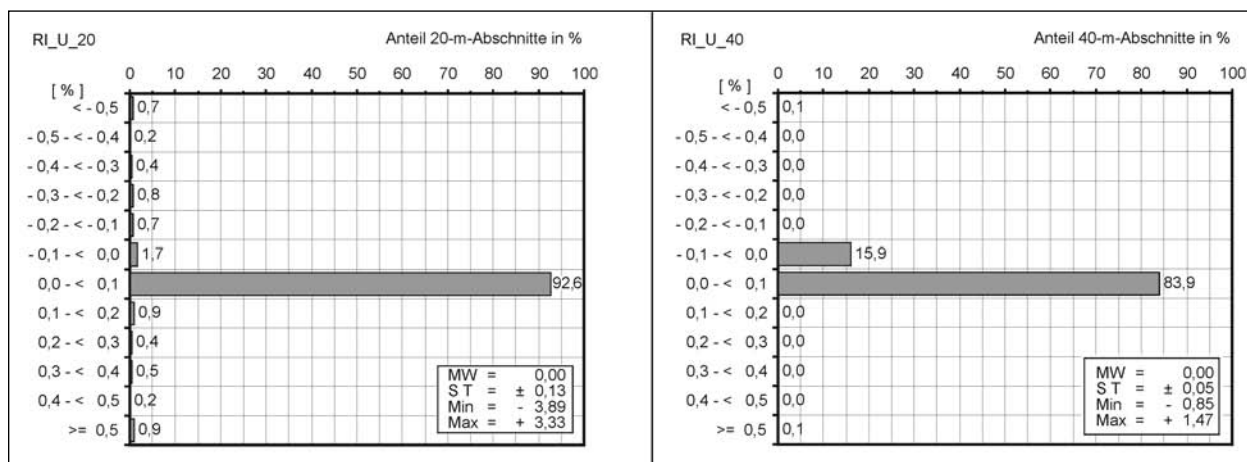 RI_U_20 Anteil 20-m-Abschnitte in %
0 10 20 30 40 50 60 70 80 90 100
[ % ]
< - 0,5 0,7
- 0,5 - < - 0,4 0,2
- 0,4 - < - 0,3 0,4
- 0,3 - < - 0,2 0,8
- 0,2 - < - 0,1 0,7
- 0,1 - < 0,0 1,7
0,0 - < 0,1 92,6
0,1 - < 0,2 0,9
0,2 - < 0,3 0,4
0,3 - < 0,4 0,5
0,4 - < 0,5 0,2
>= 0,5 0,9
MW = 0,00
S T = ± 0,13
Min = - 3,89
Max = + 3,33
RI_U_40 Anteil 40-m-Abschnitte in %
0 10 20 30 40 50 60 70 80 90 100
[ % ]
< - 0,5 0,1
- 0,5 - < - 0,4 0,0
- 0,4 - < - 0,3 0,0
- 0,3 - < - 0,2 0,0
- 0,2 - < - 0,1 0,0
- 0,1 - < 0,0 15,9
0,0 - < 0,1 83,9
0,1 - < 0,2 0,0
0,2 - < 0,3 0,0
0,3 - < 0,4 0,0
0,4 - < 0,5 0,0
>= 0,5 0,1
MW = 0,00
S T = ± 0,05
Min = - 0,85
Max = + 1,47